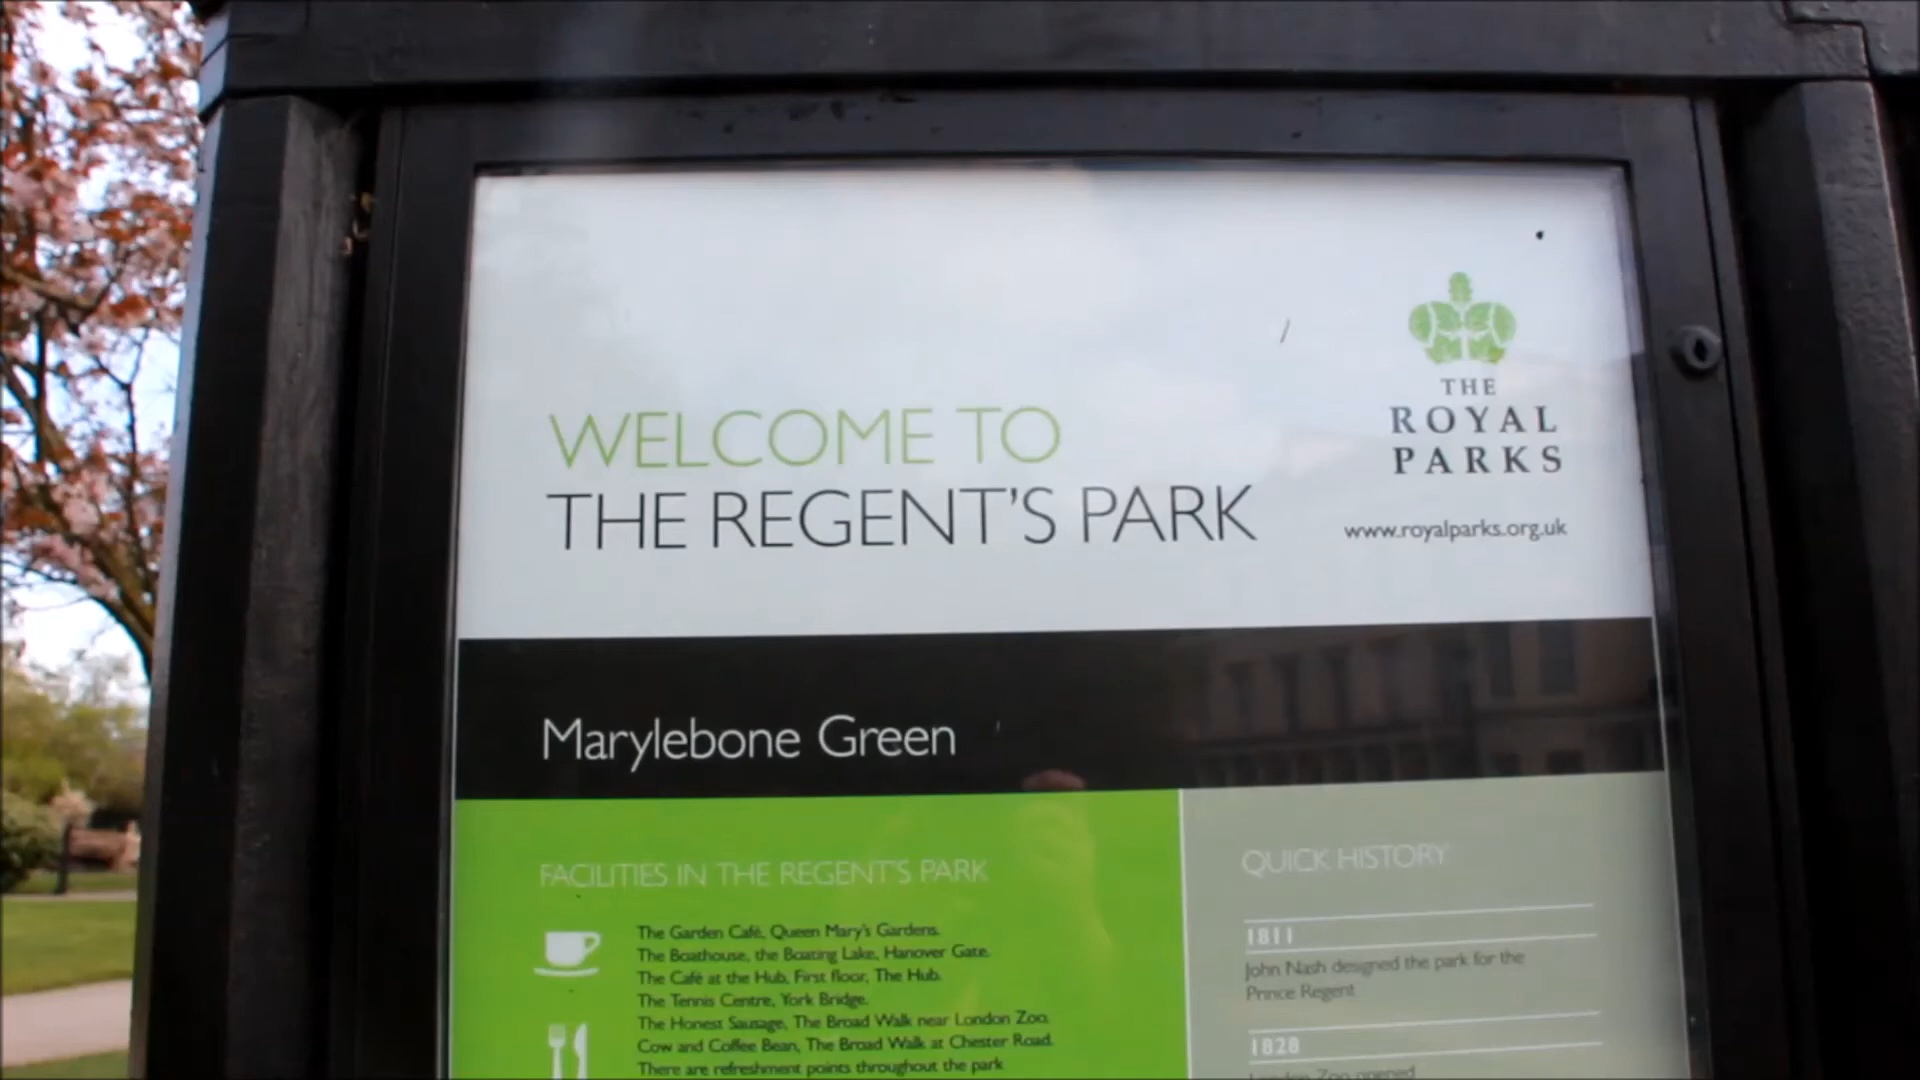 WELCOME TO
THE REGENT'S PARK
THE
ROYAL
PARKS
www.royalparks.org.uk
Marylebone Green
FACILITIES IN THE REGENT'S PARK
The Garden Café, Queen Mary's Gardens.
The Boathouse, the Boating Lake, Hanover Gate.
The Café at the Hub, First floor, The Hub.
The Tennis Centre, York Bridge.
The Honest Sausage, The Broad Walk near London Zoo.
Cow and Coffee Bean, The Broad Walk at Chester Road.
There are refreshment points throughout the park
QUICK HISTORY
1811
John Nash designed the park for the
Prince Regent
1828
London Zoo opened